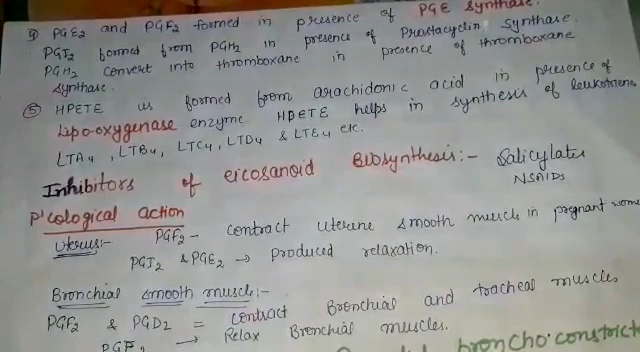 ④ PGE2 and PGF2 formed in presence of PGE synthase.
PGI2 formed from PGH2 in presence of Prostacyclin synthase.
PGH2 convert into thromboxane in presence of thromboxane
synthase.
⑤ HPETE is formed from arachidonic acid in presence of
Lipo-oxygenase enzyme. HPETE helps in synthesis of leukotriene
LTA4, LTB4, LTC4, LTD4 & LTE4 etc.
Inhibitors of eicosanoid Biosynthesis:- Salicylates
NSAIDs
P'cological action
Uterus:- PGF2 - contract uterine smooth muscle in pregnant wome
PGI2 & PGE2 → produced relaxation.
Bronchial smooth muscle:-
PGF2 & PGD2 = contract Bronchial and tracheal muscles
→ Relax Bronchial muscles.
broncho-constricto